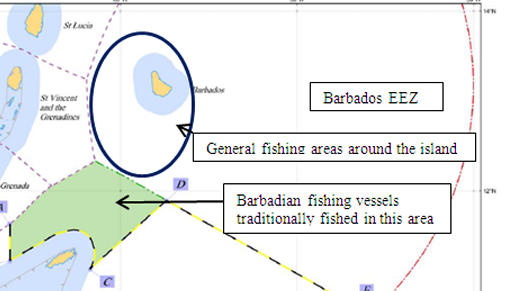 14°N
St Lucia
Barbados
St Vincent
and the
Grenadines
Barbados EEZ
General fishing areas around the island
Grenada
D
12°N
Barbadian fishing vessels
traditionally fished in this area
A
C